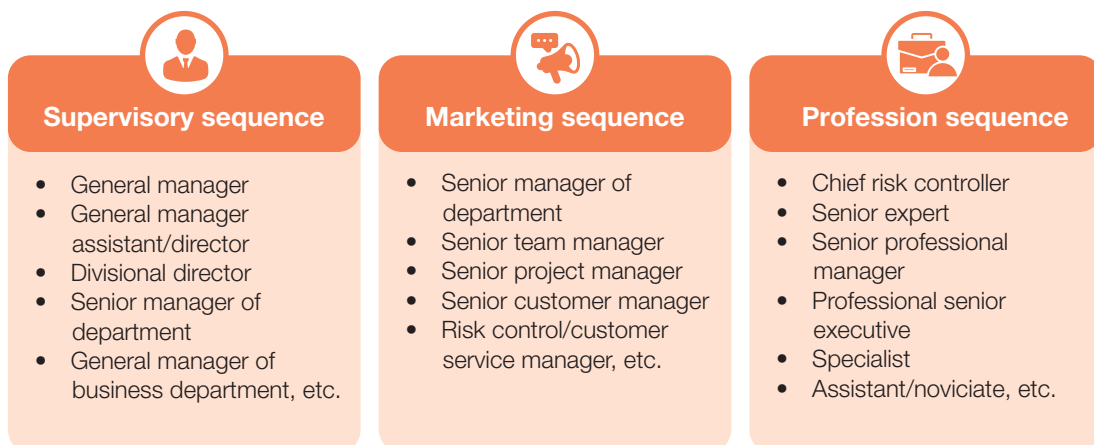 Supervisory sequence
• General manager
• General manager
assistant/director
• Divisional director
• Senior manager of
department
• General manager of
business department, etc.
Marketing sequence
• Senior manager of
department
• Senior team manager
• Senior project manager
• Senior customer manager
• Risk control/customer
service manager, etc.
Profession sequence
• Chief risk controller
• Senior expert
• Senior professional
manager
• Professional senior
executive
• Specialist
• Assistant/noviciate, etc.